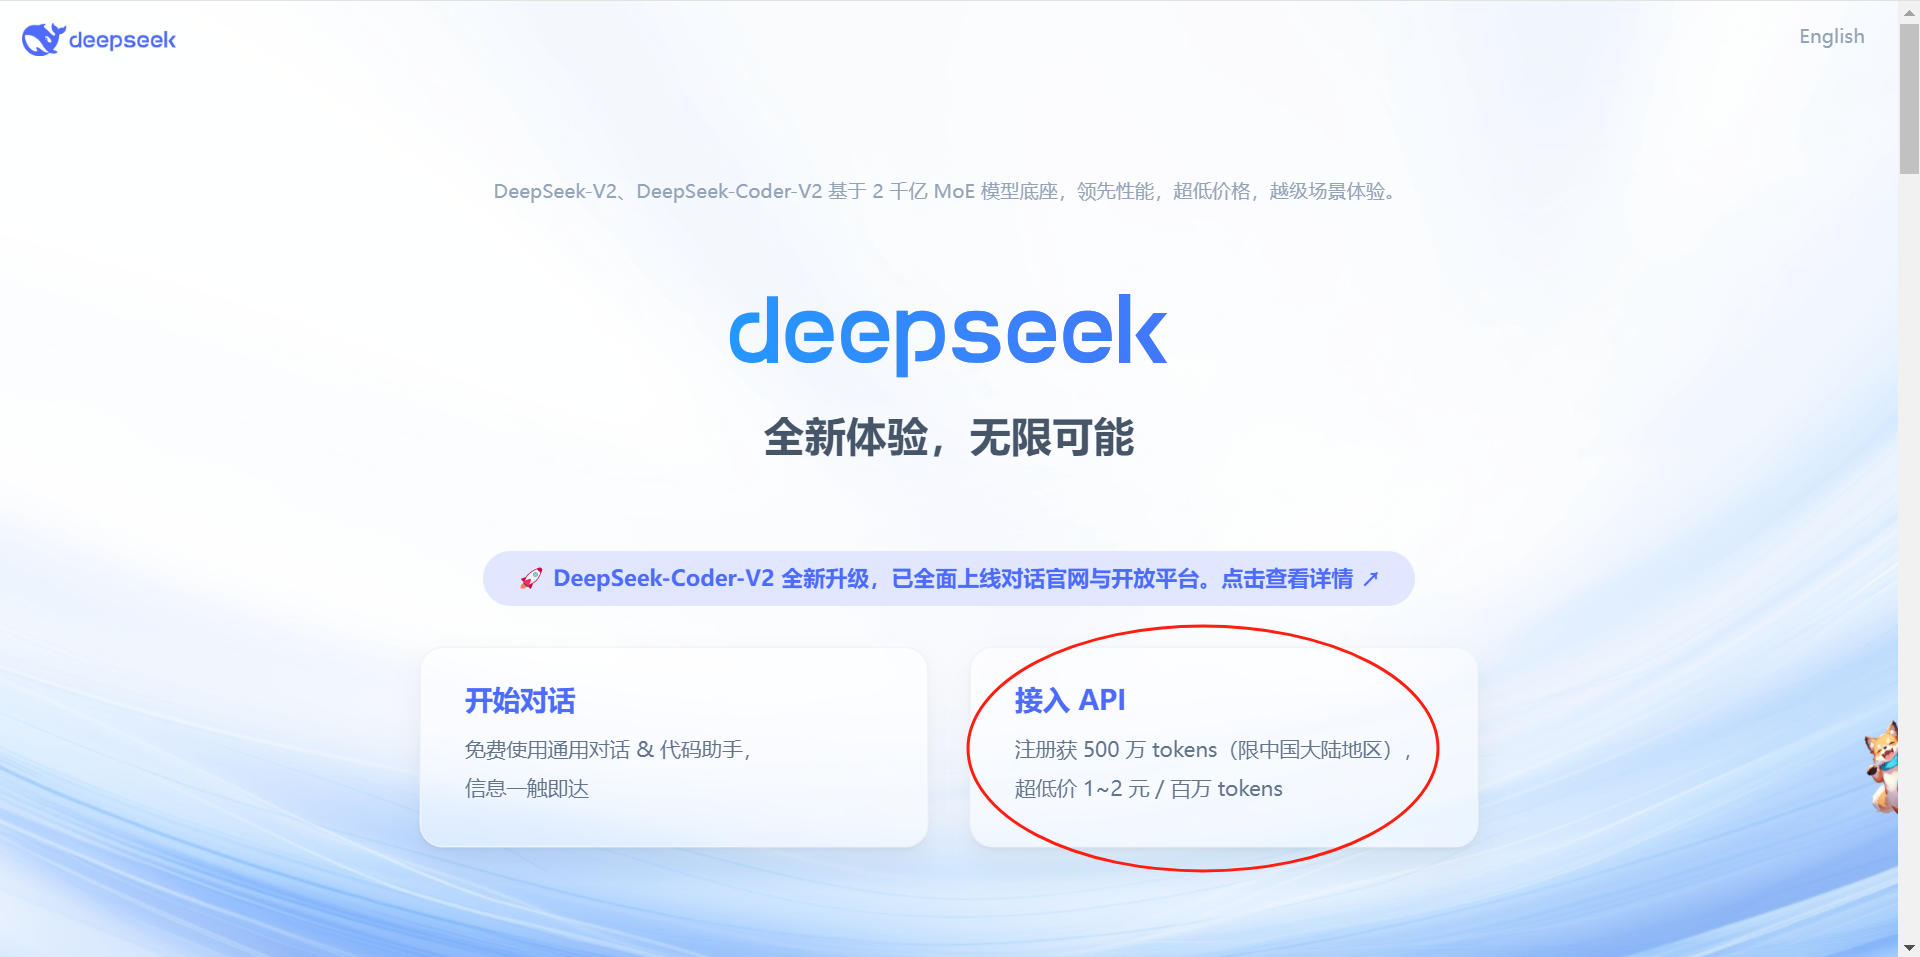 deepseek
English
DeepSeek-V2、DeepSeek-Coder-V2 基于 2 千亿 MoE 模型底座，领先性能，超低价格，越级场景体验。
deepseek
全新体验，无限可能
🚀 DeepSeek-Coder-V2 全新升级，已全面上线对话官网与开放平台。点击查看详情 ↗
开始对话
免费使用通用对话 & 代码助手，
信息一触即达
接入 API
注册获 500 万 tokens（限中国大陆地区），
超低价 1~2 元 / 百万 tokens